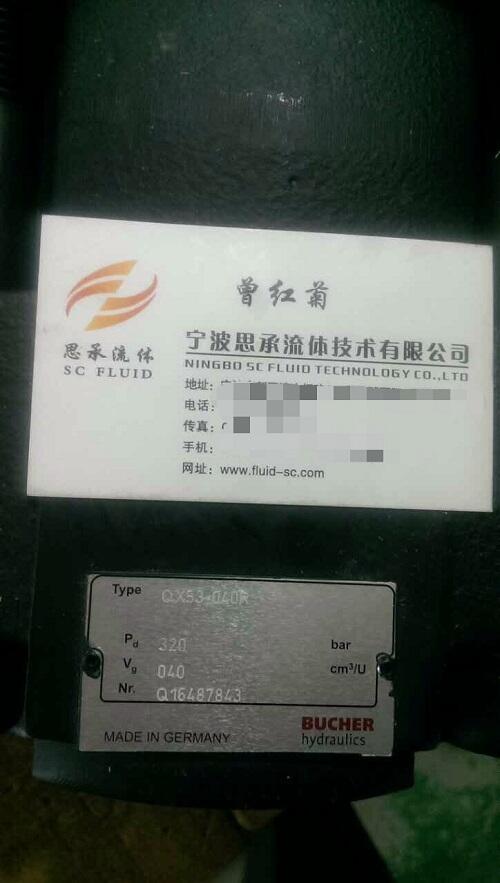 曾红菊
思承流体
SC FLUID
宁波思承流体技术有限公司
NINGBO SC FLUID TECHNOLOGY CO.,LTD
地址:
电话:
传真:
手机:
网址: www.fluid-sc.com
Type QX53-040R
Pd 320 bar
Vg 040 cm³/U
Nr. Q16487843
MADE IN GERMANY
BUCHER
hydraulics